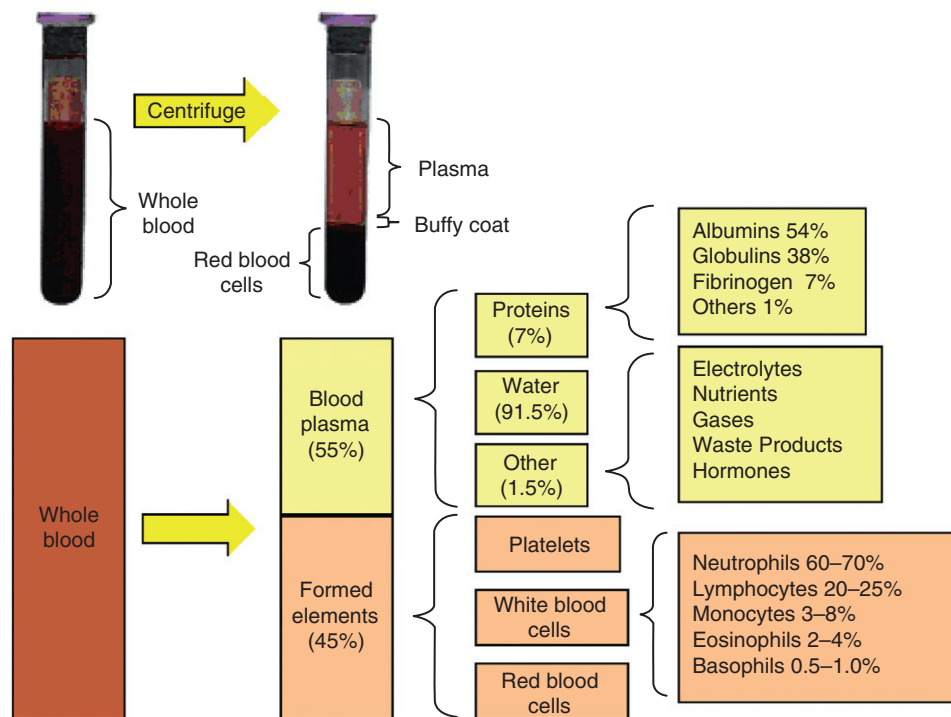 Centrifuge
Whole
blood
Plasma
Buffy coat
Red blood
cells
Albumins 54%
Globulins 38%
Fibrinogen 7%
Others 1%
Proteins
(7%)
Water
(91.5%)
Other
(1.5%)
Electrolytes
Nutrients
Gases
Waste Products
Hormones
Blood
plasma
(55%)
Whole
blood
Formed
elements
(45%)
Platelets
White blood
cells
Red blood
cells
Neutrophils 60–70%
Lymphocytes 20–25%
Monocytes 3–8%
Eosinophils 2–4%
Basophils 0.5–1.0%